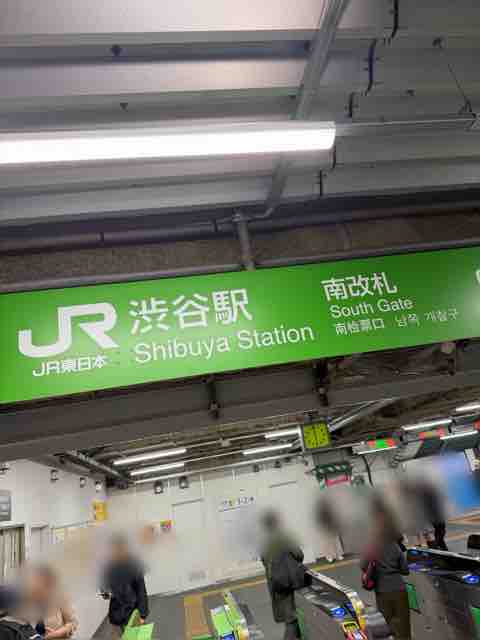 JR 渋谷駅
JR東日本 Shibuya Station
南改札
South Gate
南检票口 남쪽 개찰구